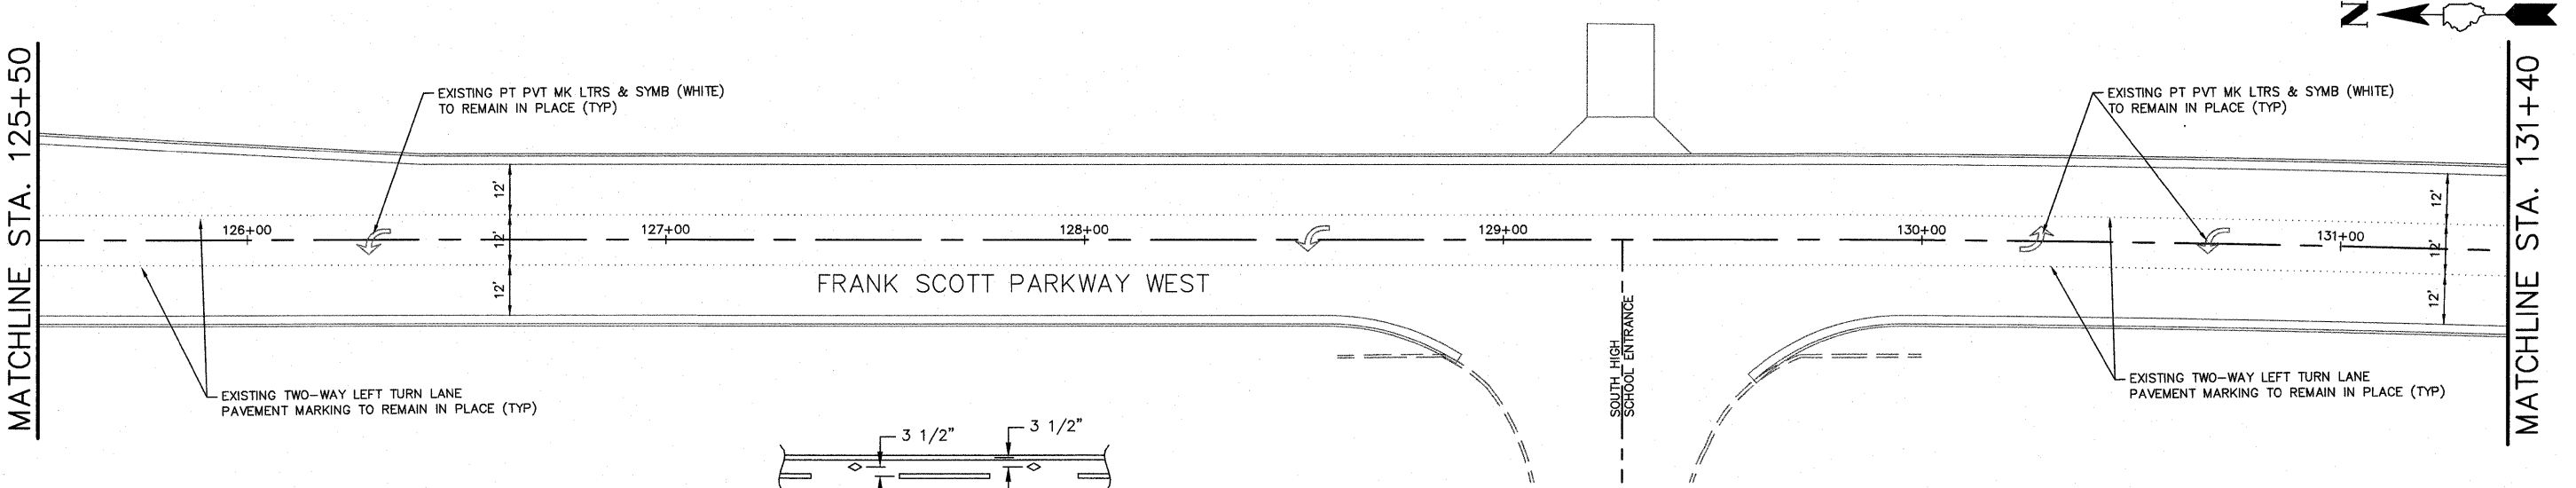 N
MATCHLINE STA. 125+50
EXISTING PT PVT MK LTRS & SYMB (WHITE)
TO REMAIN IN PLACE (TYP)
EXISTING PT PVT MK LTRS & SYMB (WHITE)
TO REMAIN IN PLACE (TYP)
MATCHLINE STA. 131+40
12'
12'
12'
126+00
127+00
128+00
129+00
130+00
131+00
12'
12'
12'
FRANK SCOTT PARKWAY WEST
SOUTH HIGH
SCHOOL ENTRANCE
EXISTING TWO-WAY LEFT TURN LANE
PAVEMENT MARKING TO REMAIN IN PLACE (TYP)
EXISTING TWO-WAY LEFT TURN LANE
PAVEMENT MARKING TO REMAIN IN PLACE (TYP)
3 1/2"
3 1/2"